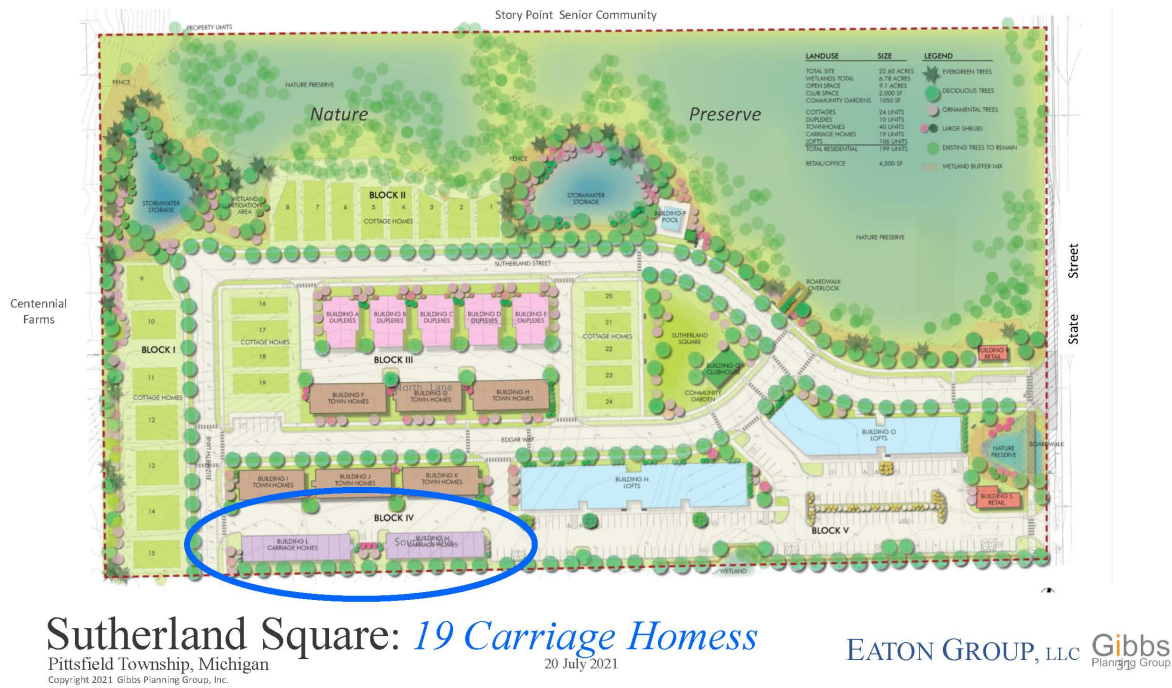 Story Point Senior Community
PROPERTY LIMITS
FENCE
NATURE PRESERVE
Nature
Preserve
LANDUSE SIZE
TOTAL SITE 22.60 ACRES
WETLANDS TOTAL 6.78 ACRES
OPEN SPACE 9.1 ACRES
CLUB SPACE 2,000 SF
COMMUNITY GARDENS 1050 SF
COTTAGES 24 UNITS
DUPLEXES 10 UNITS
TOWNHOMES 40 UNITS
CARRIAGE HOMES 19 UNITS
LOFTS 106 UNITS
TOTAL RESIDENTIAL 199 UNITS
RETAIL/OFFICE 4,500 SF
LEGEND
EVERGREEN TREES
DECIDUOUS TREES
ORNAMENTAL TREES
LARGE SHRUBS
EXISTING TREES TO REMAIN
WETLAND BUFFER MIX
FENCE
STORMWATER
STORAGE
WETLAND
MITIGATION
AREA
BLOCK II
8 7 6 5 4 3 2 1
COTTAGE HOMES
STORMWATER
STORAGE
BUILDING P
POOL
NATURE PRESERVE
SUTHERLAND STREET
BOARDWALK
OVERLOOK
Centennial
Farms
State Street
9
10
BLOCK I
11
COTTAGE HOMES
12
13
14
15
16
17
COTTAGE HOMES
18
19
BUILDING A
DUPLEXES
BUILDING B
DUPLEXES
BUILDING C
DUPLEXES
BUILDING D
DUPLEXES
BUILDING E
DUPLEXES
BLOCK III
North Lane
BUILDING F
TOWN HOMES
BUILDING G
TOWN HOMES
BUILDING H
TOWN HOMES
20
21
COTTAGE HOMES
22
23
24
SUTHERLAND
SQUARE
BUILDING Q
CLUBHOUSE
COMMUNITY
GARDEN
BUILDING R
RETAIL
ELIZABETH LANE
EDGAR WAY
BUILDING O
LOFTS
NATURE
PRESERVE
BOARDWALK
BUILDING I
TOWN HOMES
BUILDING J
TOWN HOMES
BUILDING K
TOWN HOMES
BUILDING N
LOFTS
BUILDING S
RETAIL
BLOCK IV
BLOCK V
BUILDING L
CARRIAGE HOMES
BUILDING M
CARRIAGE HOMES
WETLAND
Sutherland Square: 19 Carriage Homess
Pittsfield Township, Michigan
20 July 2021
Copyright 2021 Gibbs Planning Group, Inc.
EATON GROUP, LLC
Gibbs
Planning Group
31